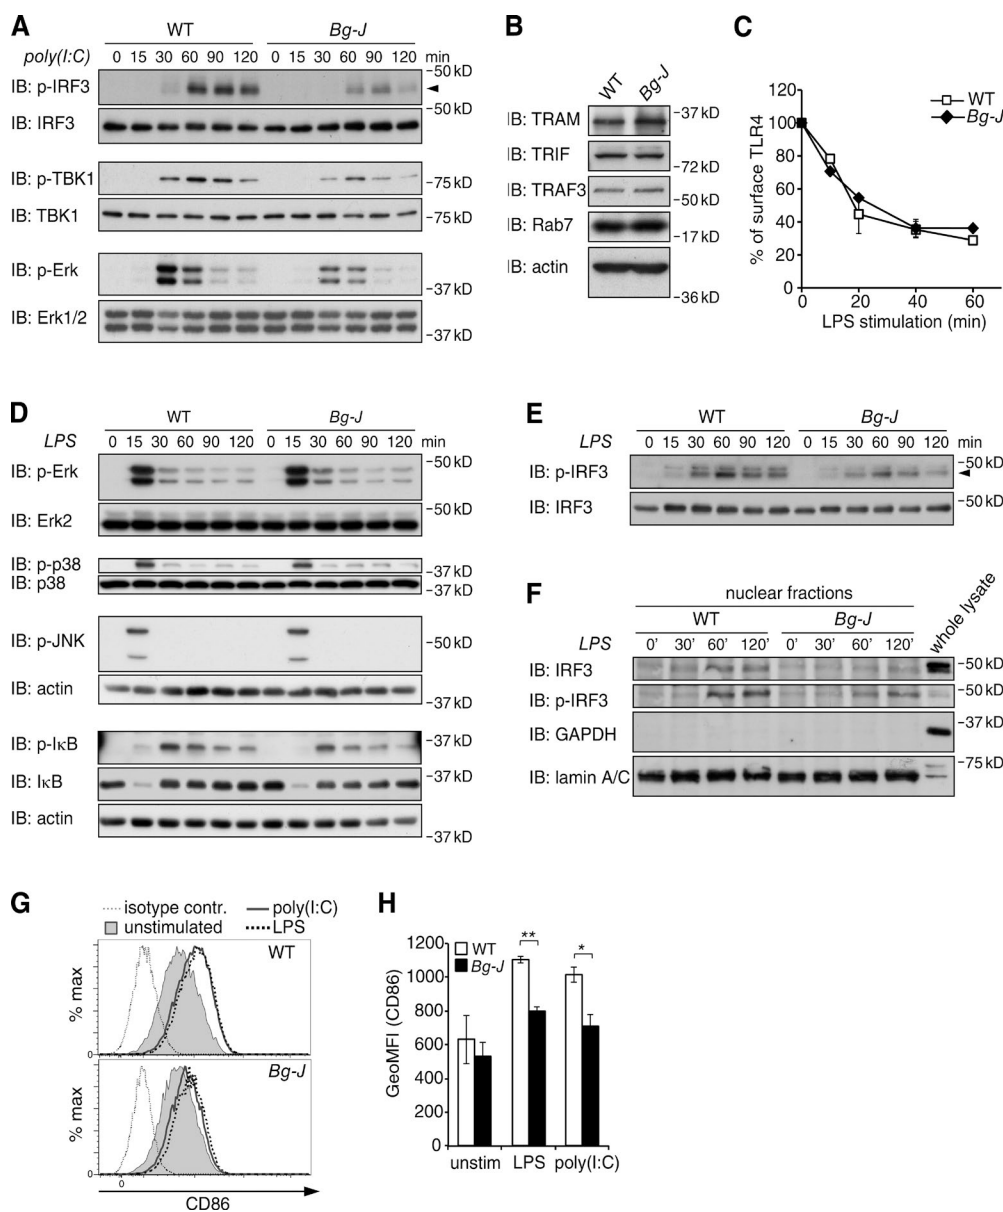 A
WT Bg-J
poly(I:C) 0 15 30 60 90 120 0 15 30 60 90 120 min
IB: p-IRF3
-50 kD
IB: IRF3
-50 kD
IB: p-TBK1
-75 kD
IB: TBK1
-75 kD
IB: p-Erk
-37 kD
IB: Erk1/2
-37 kD
B
WT Bg-J
IB: TRAM
-37 kD
IB: TRIF
-72 kD
IB: TRAF3
-50 kD
IB: Rab7
-17 kD
IB: actin
-36 kD
C
WT
Bg-J
% of surface TLR4
120
100
80
60
40
20
0
0 20 40 60
LPS stimulation (min)
D
WT Bg-J
LPS 0 15 30 60 90 120 0 15 30 60 90 120 min
IB: p-Erk
-50 kD
IB: Erk2
-50 kD
IB: p-p38
-37 kD
IB: p38
-37 kD
IB: p-JNK
-50 kD
IB: actin
-37 kD
IB: p-IκB
-37 kD
IB: IκB
-37 kD
IB: actin
-37 kD
E
WT Bg-J
LPS 0 15 30 60 90 120 0 15 30 60 90 120 min
IB: p-IRF3
-50 kD
IB: IRF3
-50 kD
F
nuclear fractions
WT Bg-J
whole lysate
LPS 0' 30' 60' 120' 0' 30' 60' 120'
IB: IRF3
-50 kD
IB: p-IRF3
-50 kD
IB: GAPDH
-37 kD
IB: lamin A/C
-75 kD
G
isotype contr. poly(I:C)
unstimulated LPS
WT
% max
0
Bg-J
% max
0
0
CD86
H
WT
Bg-J
** *
GeoMFI (CD86)
1200
1000
800
600
400
200
0
unstim LPS poly(I:C)